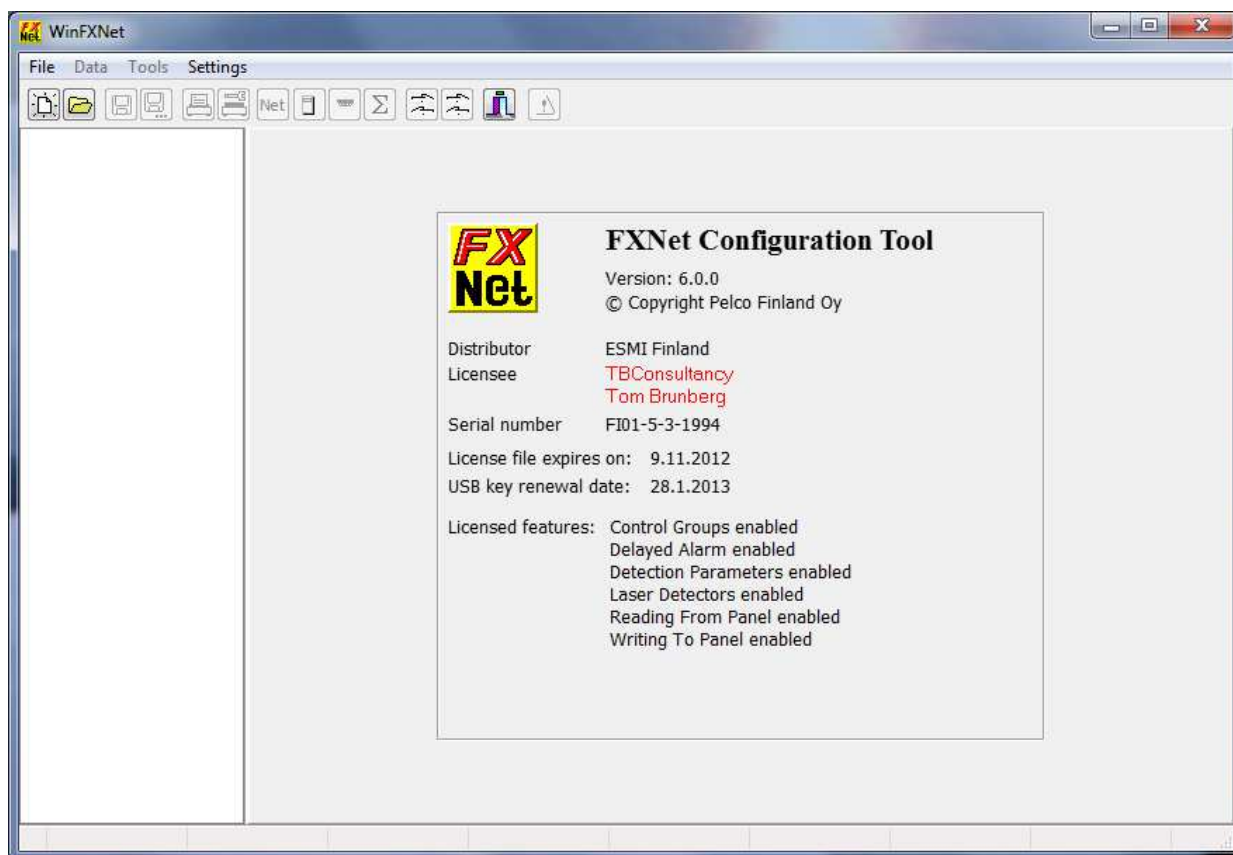 WinFXNet
File Data Tools Settings
Net Σ
FX Net
FXNet Configuration Tool
Version: 6.0.0
© Copyright Pelco Finland Oy
Distributor ESMI Finland
Licensee TBConsultancy
Tom Brunberg
Serial number FI01-5-3-1994
License file expires on: 9.11.2012
USB key renewal date: 28.1.2013
Licensed features: Control Groups enabled
Delayed Alarm enabled
Detection Parameters enabled
Laser Detectors enabled
Reading From Panel enabled
Writing To Panel enabled